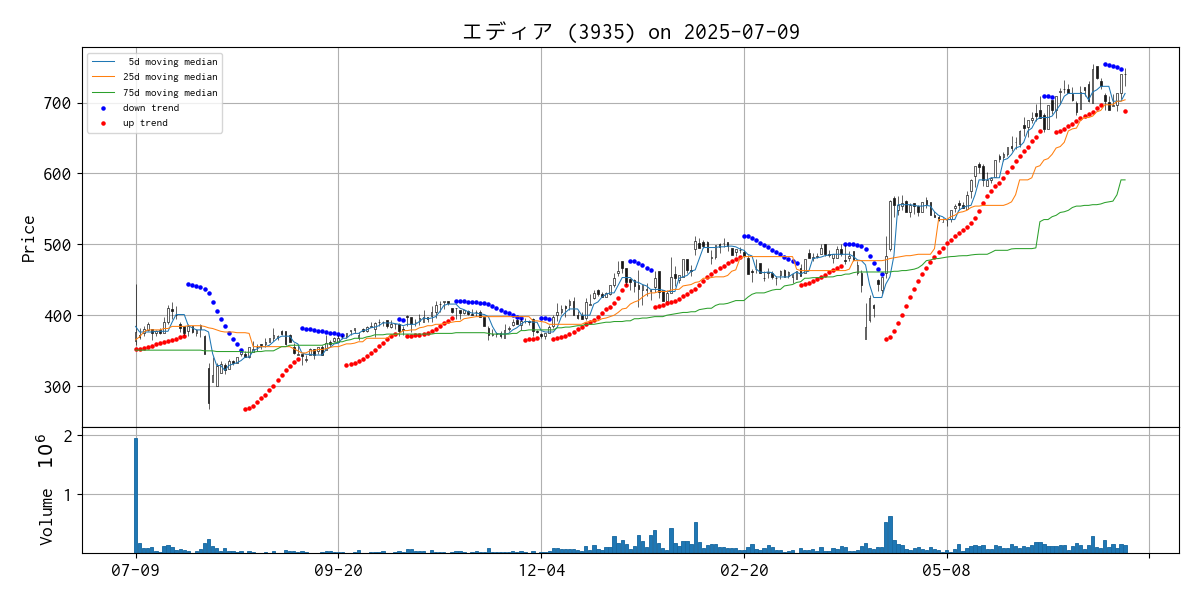 エディア (3935) on 2025-07-09
5d moving median
25d moving median
75d moving median
down trend
up trend
Price
700
600
500
400
300
Volume 10^6
2
1
07-09 09-20 12-04 02-20 05-08